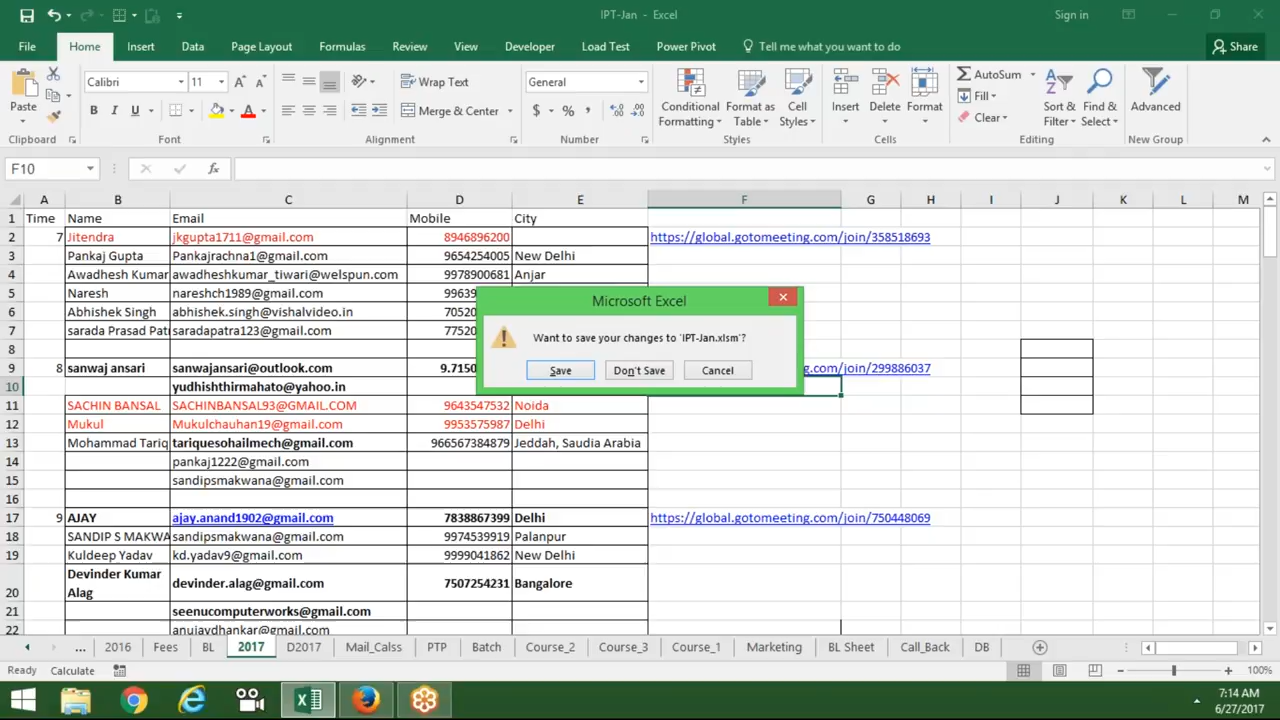 IPT-Jan - Excel
Sign in
File Home Insert Data Page Layout Formulas Review View Developer Load Test Power Pivot Tell me what you want to do Share
Paste
Calibri 11
Wrap Text
General
Conditional Formatting
Format as Table
Cell Styles
Insert Delete Format
AutoSum
Fill
Clear
Sort & Filter
Find & Select
Advanced
B I U A
Merge & Center
$ % ,
Clipboard Font Alignment Number Styles Cells Editing New Group
F10 fx
A B C D E F G H I J K L M
1 Time Name Email Mobile City
2 7 Jitendra jkgupta1711@gmail.com 8946896200 https://global.gotomeeting.com/join/358518693
3 Pankaj Gupta Pankajrachna1@gmail.com 9654254005 New Delhi
4 Awadhesh Kumar awadheshkumar_tiwari@welspun.com 9978900681 Anjar
5 Naresh nareshch1989@gmail.com 99639
6 Abhishek Singh abhishek.singh@vishalvideo.in 70520
7 sarada Prasad Patr saradapatra123@gmail.com 77520
8
9 8 sanwaj ansari sanwajansari@outlook.com 9.7150 g.com/join/299886037
10 yudhishthirmahato@yahoo.in
11 SACHIN BANSAL SACHINBANSAL93@GMAIL.COM 9643547532 Noida
12 Mukul Mukulchauhan19@gmail.com 9953575987 Delhi
13 Mohammad Tariq tariquesohailmech@gmail.com 966567384879 Jeddah, Saudia Arabia
14 pankaj1222@gmail.com
15 sandipsmakwana@gmail.com
16
17 9 AJAY ajay.anand1902@gmail.com 7838867399 Delhi https://global.gotomeeting.com/join/750448069
18 SANDIP S MAKWA sandipsmakwana@gmail.com 9974539919 Palanpur
19 Kuldeep Yadav kd.yadav9@gmail.com 9999041862 New Delhi
20 Devinder Kumar Alag devinder.alag@gmail.com 7507254231 Bangalore
21 seenucomputerworks@gmail.com
22 anujaydhankar@gmail.com
Microsoft Excel
Want to save your changes to 'IPT-Jan.xlsm'?
Save Don't Save Cancel
... 2016 Fees BL 2017 D2017 Mail_Calss PTP Batch Course_2 Course_3 Course_1 Marketing BL Sheet Call_Back DB
Ready Calculate 100%
7:14 AM
6/27/2017